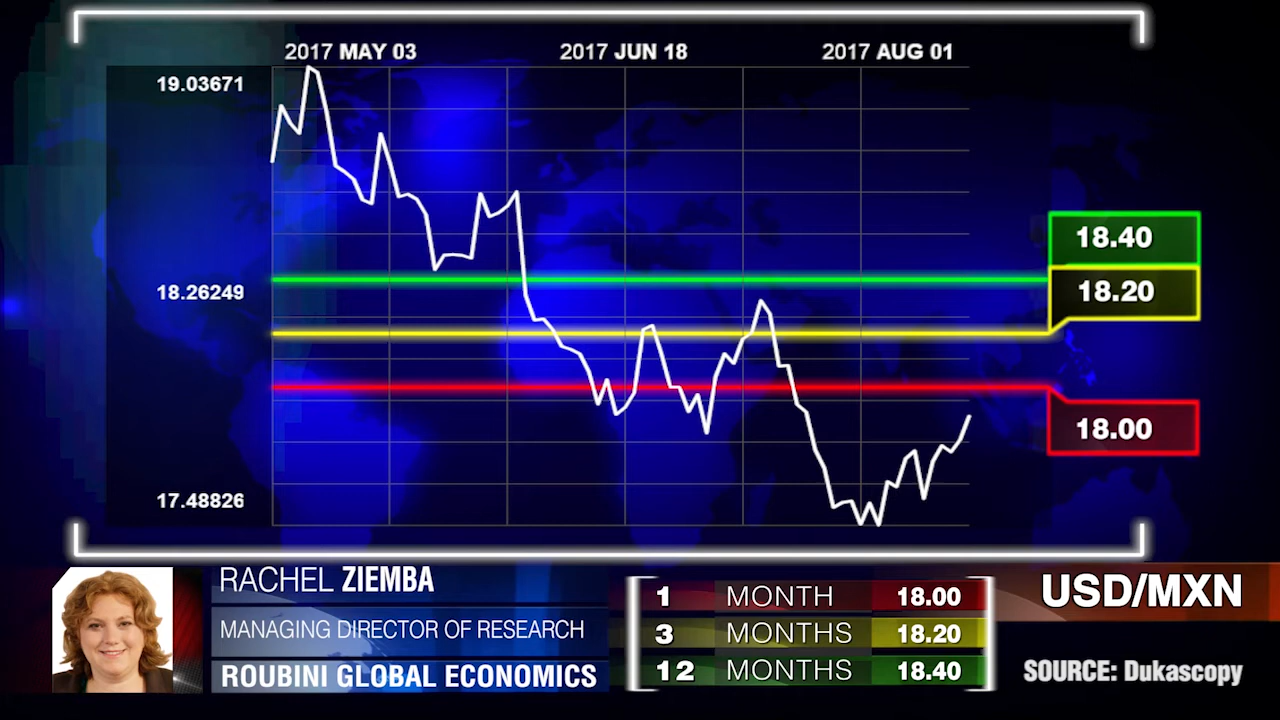 2017 MAY 03
2017 JUN 18
2017 AUG 01
19.03671
18.26249
17.48826
18.40
18.20
18.00
RACHEL ZIEMBA
MANAGING DIRECTOR OF RESEARCH
ROUBINI GLOBAL ECONOMICS
1 MONTH 18.00
3 MONTHS 18.20
12 MONTHS 18.40
USD/MXN
SOURCE: Dukascopy